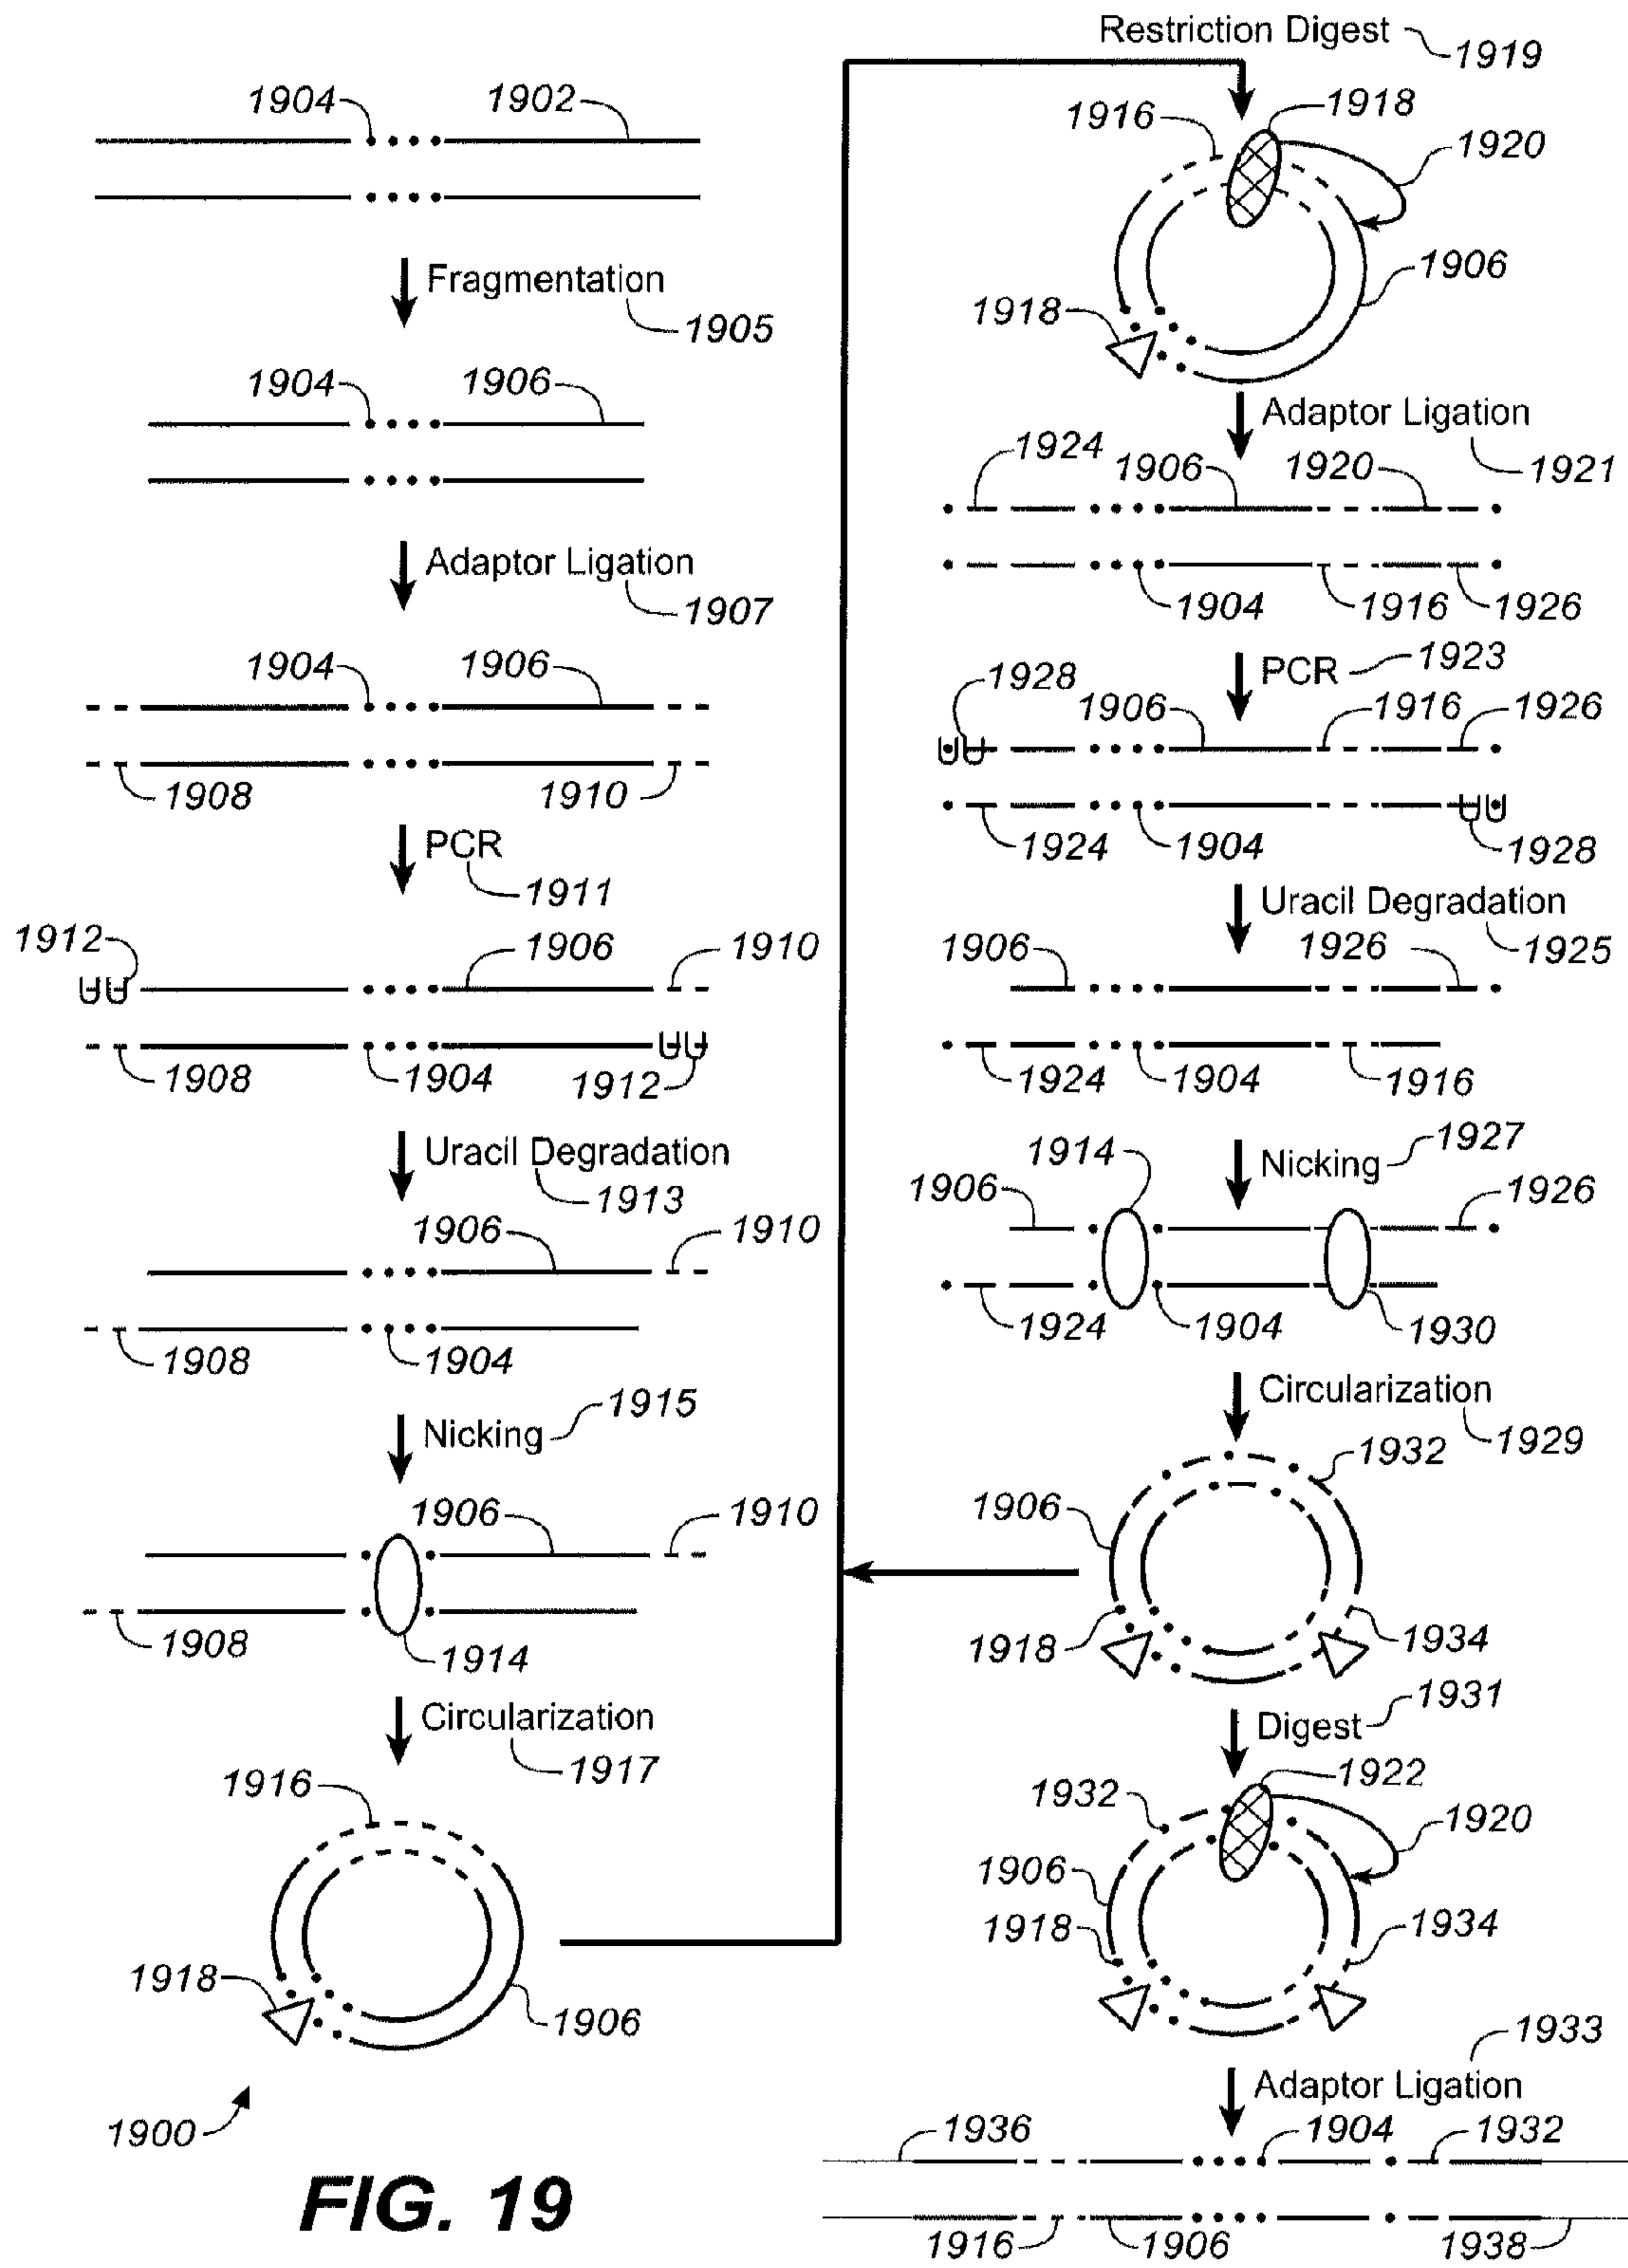 1904 1902
Fragmentation
1905
1904 1906
Adaptor Ligation
1907
1904 1906
1908 1910
PCR
1911
1912 1906 1910
UU
UU
1908 1904 1912
Uracil Degradation
1913
1906 1910
1908 1904
1915
Nicking
1906 1910
1908 1914
Circularization
1917
1916
1918 1906
1900
FIG. 19
Restriction Digest 1919
1916 1918
1920
1906
1918
Adaptor Ligation
1921
1924 1906 1920
1904 1916 1926
PCR 1923
1928 1906 1916 1926
UU
UU
1924 1904 1928
Uracil Degradation
1925
1906 1926
1924 1904 1916
1914 Nicking 1927
1906 1926
1924 1904 1930
Circularization
1929
1932
1906
1918 1934
1931
Digest
1922
1932 1920
1906
1918 1934
1933
Adaptor Ligation
1936 1904 1932
1916 1906 1938